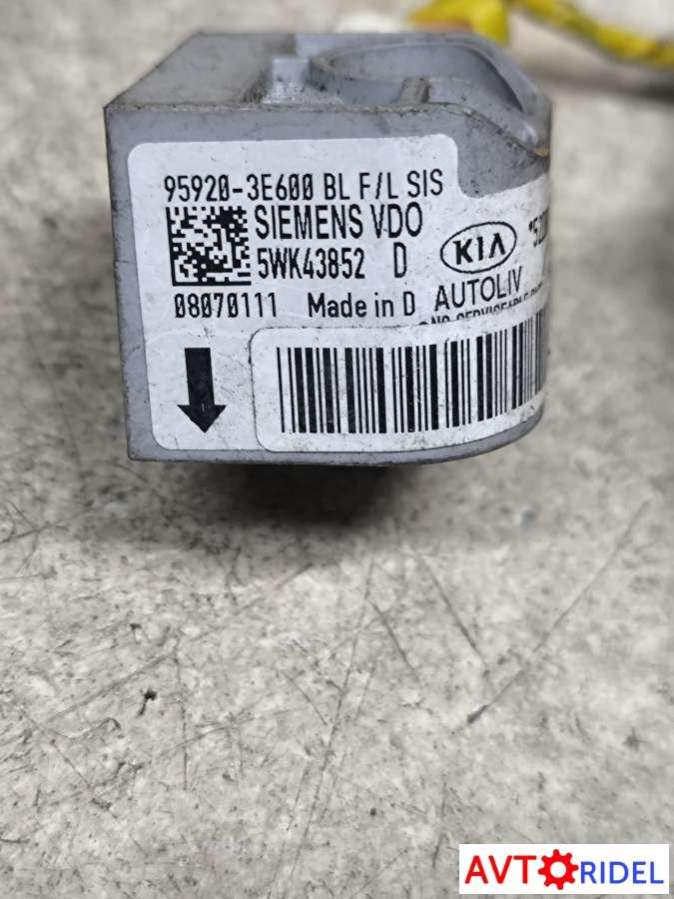 95920-3E600 BL F/L SIS
SIEMENS VDO
5WK43852 D
KIA
08070111 Made in D AUTOLIV
AVTORIDEL